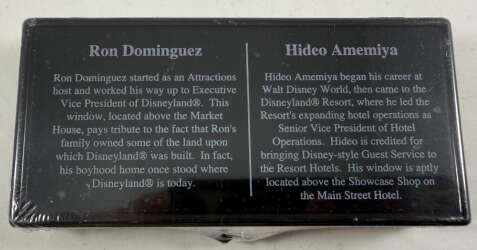 Ron Dominguez
Ron Dominguez started as an Attractions
host and worked his way up to Executive
Vice President of Disneyland®. This
window, located above the Market
House, pays tribute to the fact that Ron's
family owned some of the land upon
which Disneyland® was built. In fact,
his boyhood home once stood where
Disneyland® is today.
Hideo Amemiya
Hideo Amemiya began his career at
Walt Disney World, then came to the
Disneyland® Resort, where he led the
Resort's expanding hotel operations as
Senior Vice President of Hotel
Operations. Hideo is credited for
bringing Disney-style Guest Service to
the Resort Hotels. His window is aptly
located above the Showcase Shop on
the Main Street Hotel.